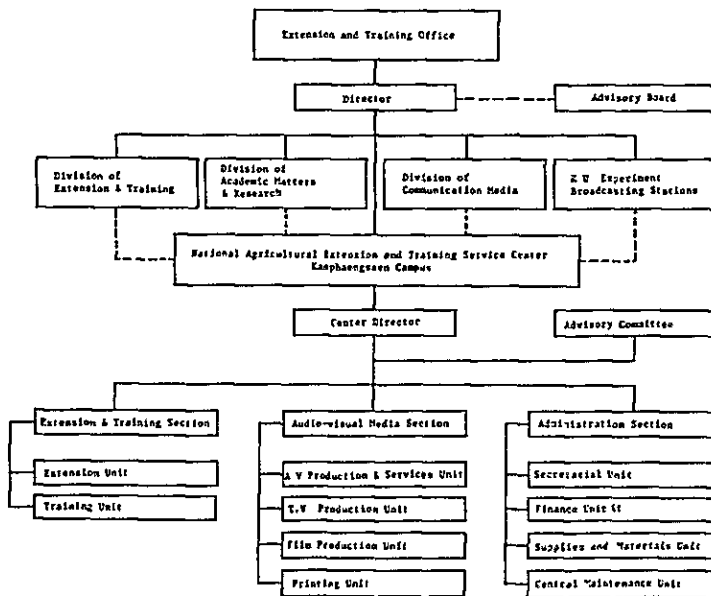 Extension and Training Office
Director
Advisory Board
Division of
Extension & Training
Division of
Academic Matters
& Research
Division of
Communication Media
Experiment
Broadcasting Stations
National Agricultural Extension and Training Service Center
Kamphaengsaen Campus
Center Director
Advisory Committee
Extension & Training Section
Audio-visual Media Section
Administration Section
Extension Unit
A V Production & Services Unit
Secretarial Unit
Training Unit
T.V Production Unit
Finance Unit
Film Production Unit
Supplies and Materials Unit
Printing Unit
Central Maintenance Unit